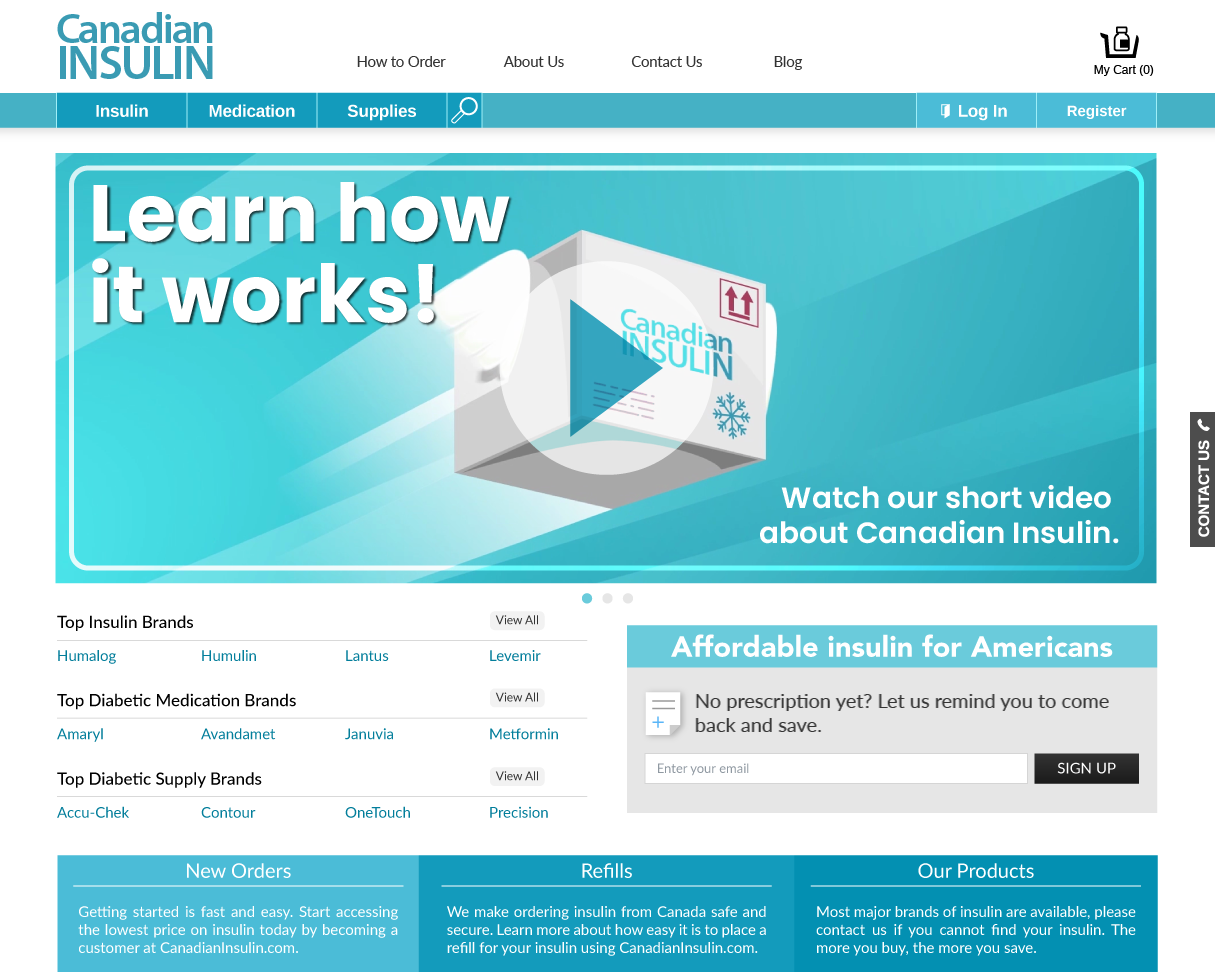 Canadian
INSULIN
How to Order
About Us
Contact Us
Blog
My Cart (0)
Insulin
Medication
Supplies
Log In
Register
Learn how
it works!
Canadian
INSULIN
Watch our short video
about Canadian Insulin.
CONTACT US
Top Insulin Brands
View All
Humalog
Humulin
Lantus
Levemir
Top Diabetic Medication Brands
View All
Amaryl
Avandamet
Januvia
Metformin
Top Diabetic Supply Brands
View All
Accu-Chek
Contour
OneTouch
Precision
Affordable insulin for Americans
No prescription yet? Let us remind you to come
back and save.
Enter your email
SIGN UP
New Orders
Getting started is fast and easy. Start accessing
the lowest price on insulin today by becoming a
customer at CanadianInsulin.com.
Refills
We make ordering insulin from Canada safe and
secure. Learn more about how easy it is to place a
refill for your insulin using CanadianInsulin.com.
Our Products
Most major brands of insulin are available, please
contact us if you cannot find your insulin. The
more you buy, the more you save.